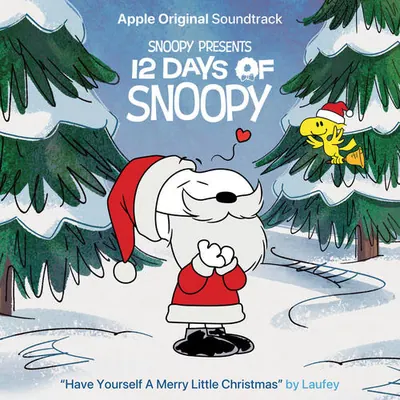 Apple Original Soundtrack
SNOOPY PRESENTS
12 DAYS OF
SNOOPY
“Have Yourself A Merry Little Christmas” by Laufey